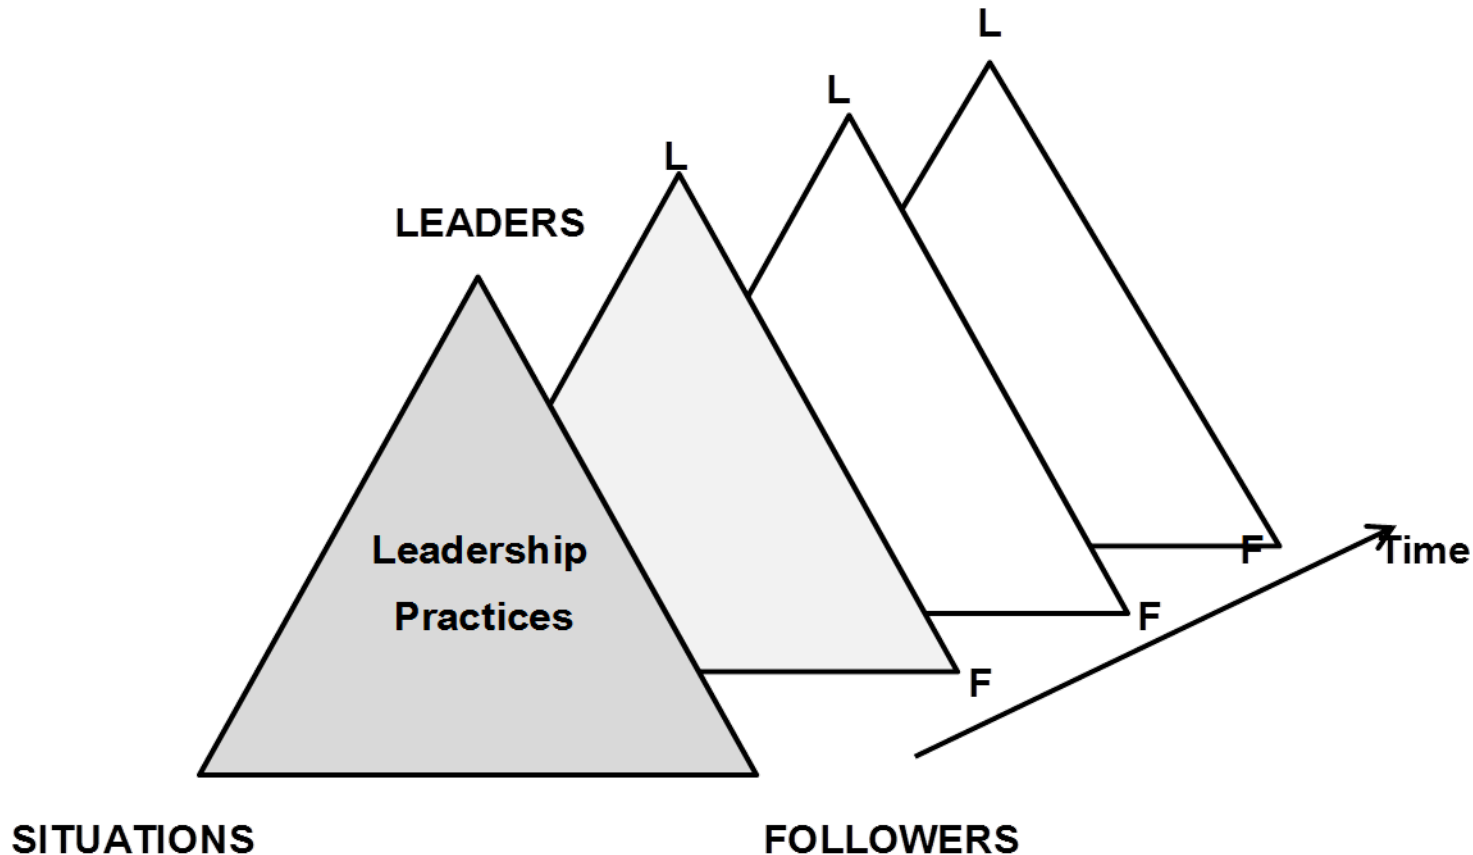 L
L
L
LEADERS
Leadership
Practices
F
Time
F
F
SITUATIONS
FOLLOWERS